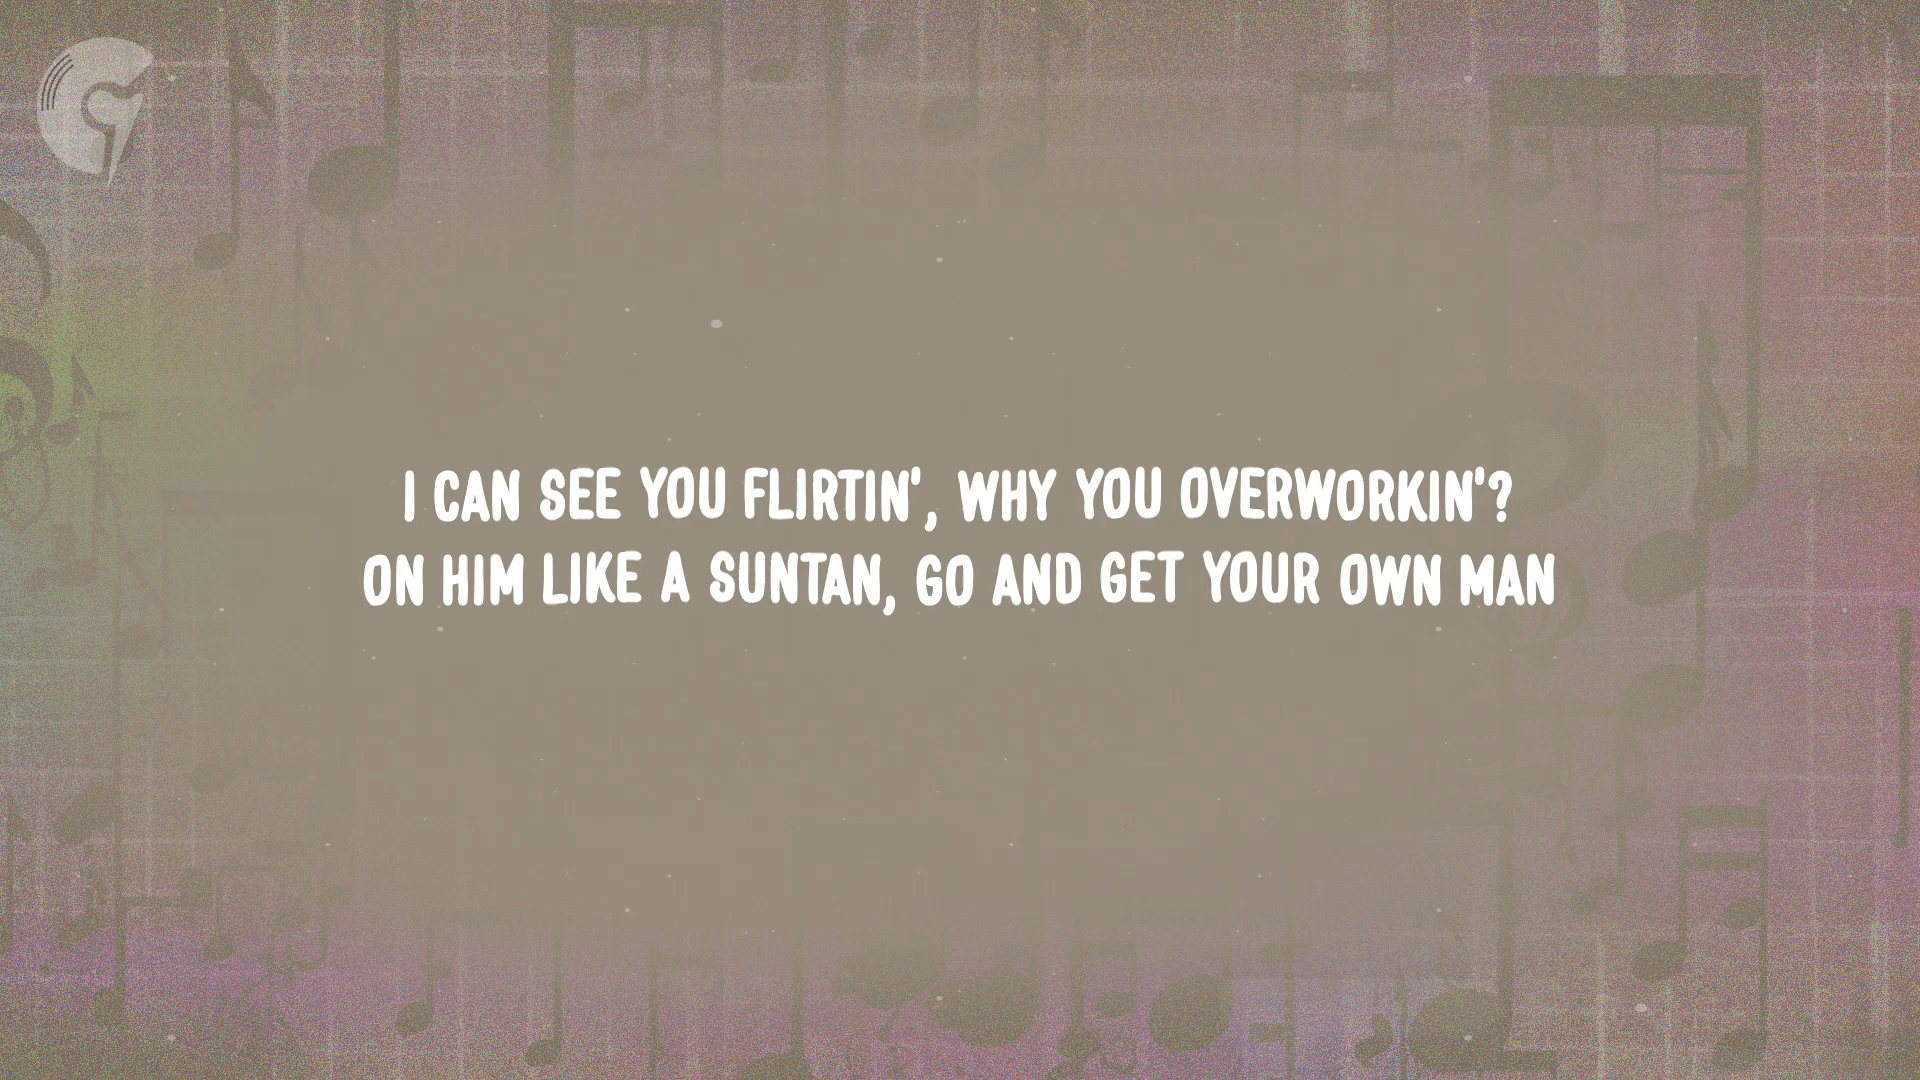 I CAN SEE YOU FLIRTIN', WHY YOU OVERWORKIN'?
ON HIM LIKE A SUNTAN, GO AND GET YOUR OWN MAN